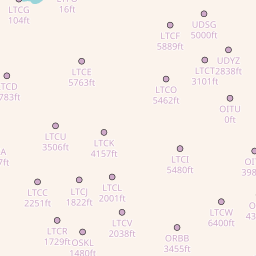 LTCG
104ft
16ft
UDSG
5000ft
LTCF
5889ft
UDYZ
2838ft
LTCT
3101ft
LTCE
5763ft
LTCD
783ft
LTCO
5462ft
OITU
0ft
LTCU
3506ft
LTCK
4157ft
LTCI
5480ft
LTCL
2001ft
LTCJ
1822ft
LTCC
2251ft
LTCW
6400ft
LTCV
2038ft
LTCR
1729ft
OSKL
1480ft
ORBB
3455ft